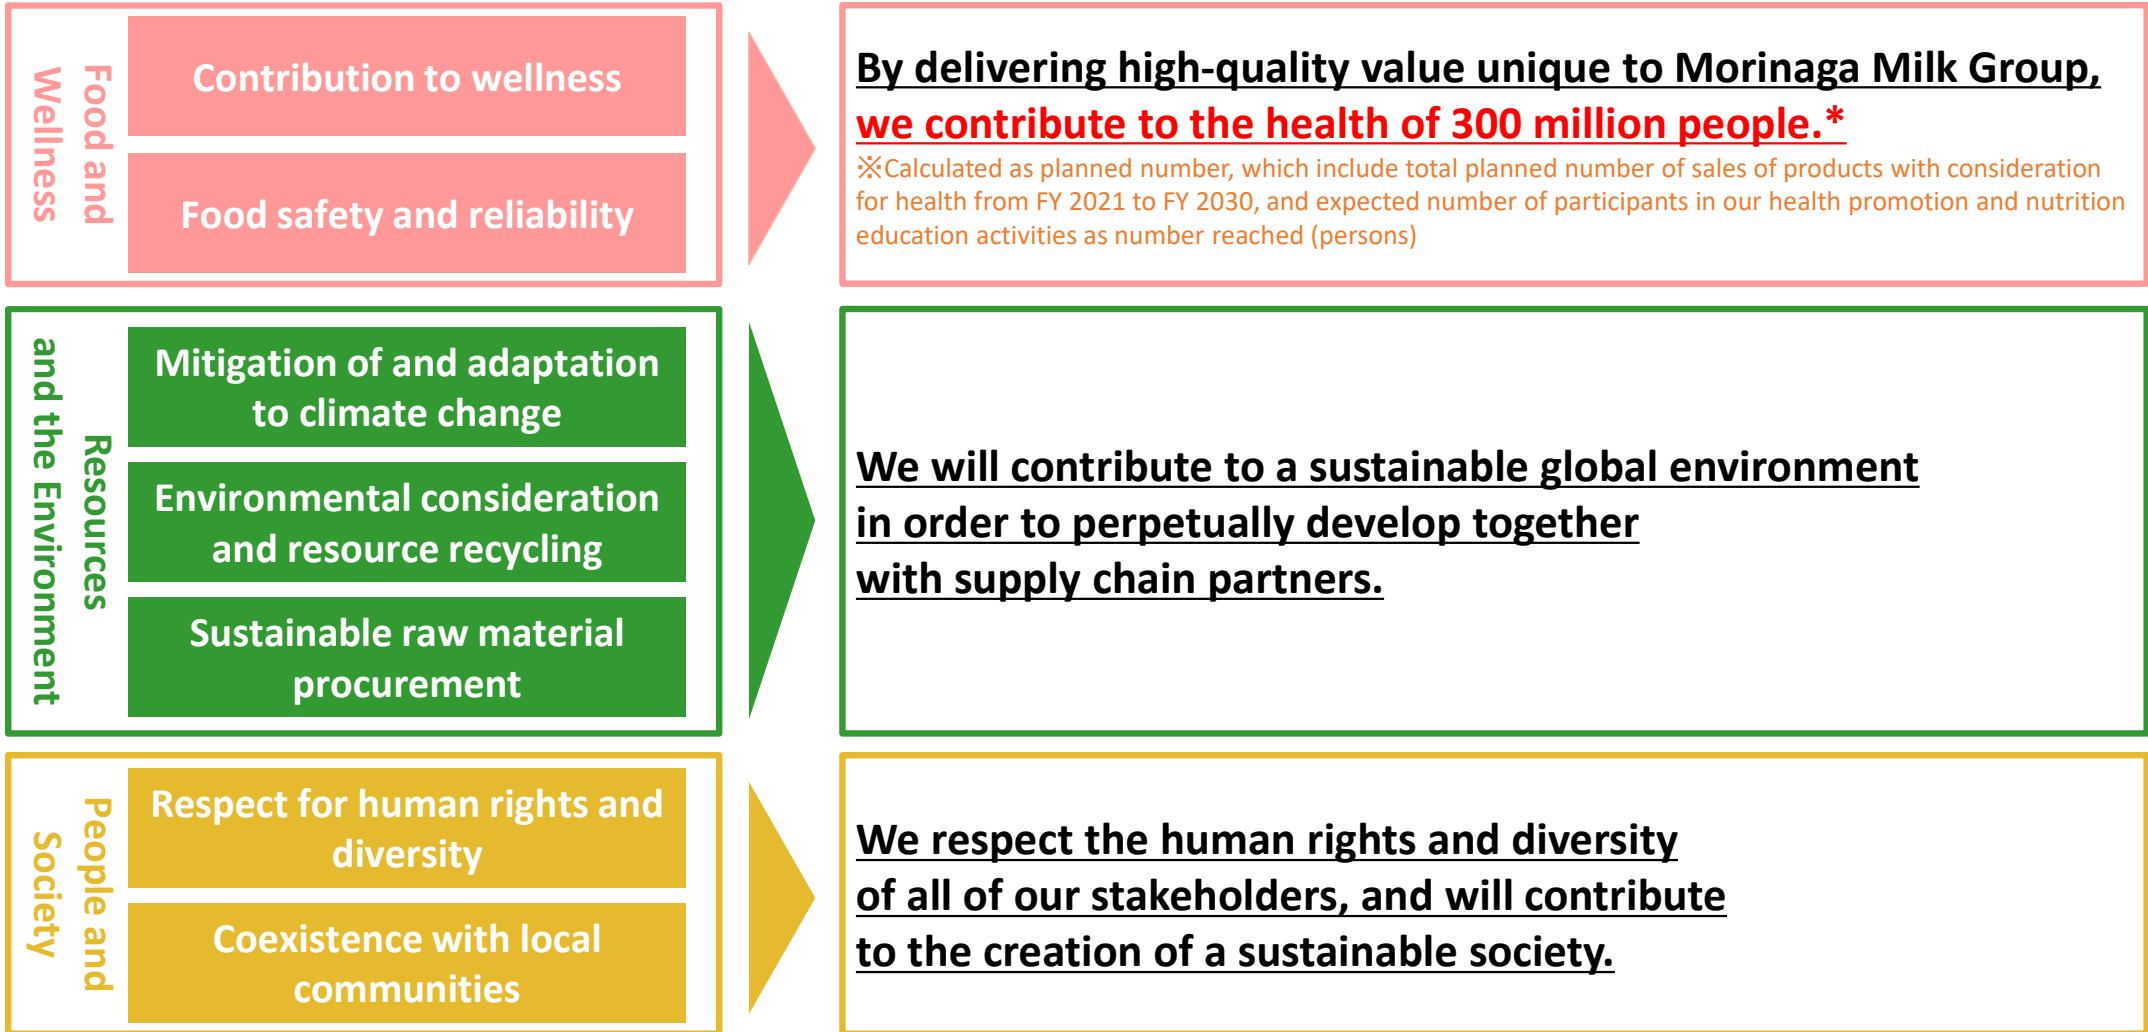 Food and
Wellness
Contribution to wellness
Food safety and reliability
By delivering high-quality value unique to Morinaga Milk Group,
we contribute to the health of 300 million people.*
※Calculated as planned number, which include total planned number of sales of products with consideration
for health from FY 2021 to FY 2030, and expected number of participants in our health promotion and nutrition
education activities as number reached (persons)
Resources
and the Environment
Mitigation of and adaptation
to climate change
Environmental consideration
and resource recycling
Sustainable raw material
procurement
We will contribute to a sustainable global environment
in order to perpetually develop together
with supply chain partners.
People and
Society
Respect for human rights and
diversity
Coexistence with local
communities
We respect the human rights and diversity
of all of our stakeholders, and will contribute
to the creation of a sustainable society.